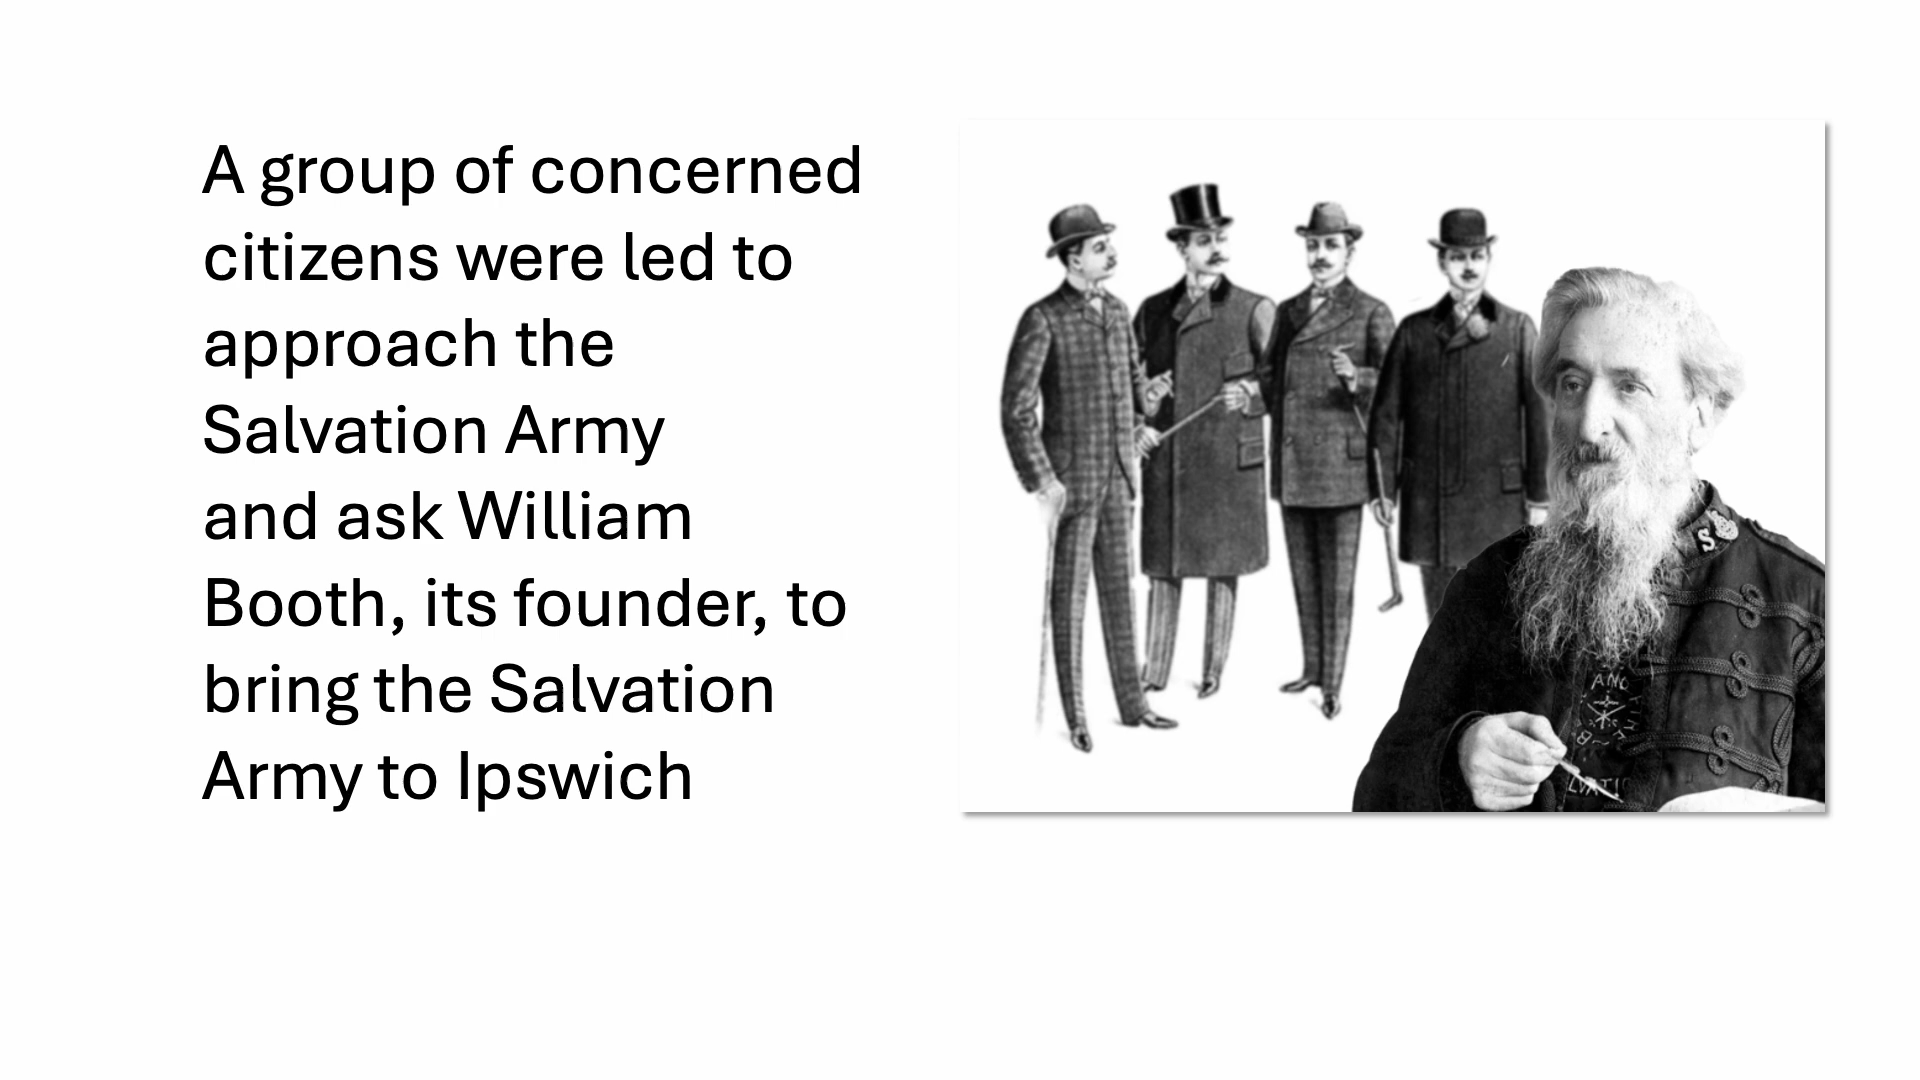 A group of concerned
citizens were led to
approach the
Salvation Army
and ask William
Booth, its founder, to
bring the Salvation
Army to Ipswich
S
AND